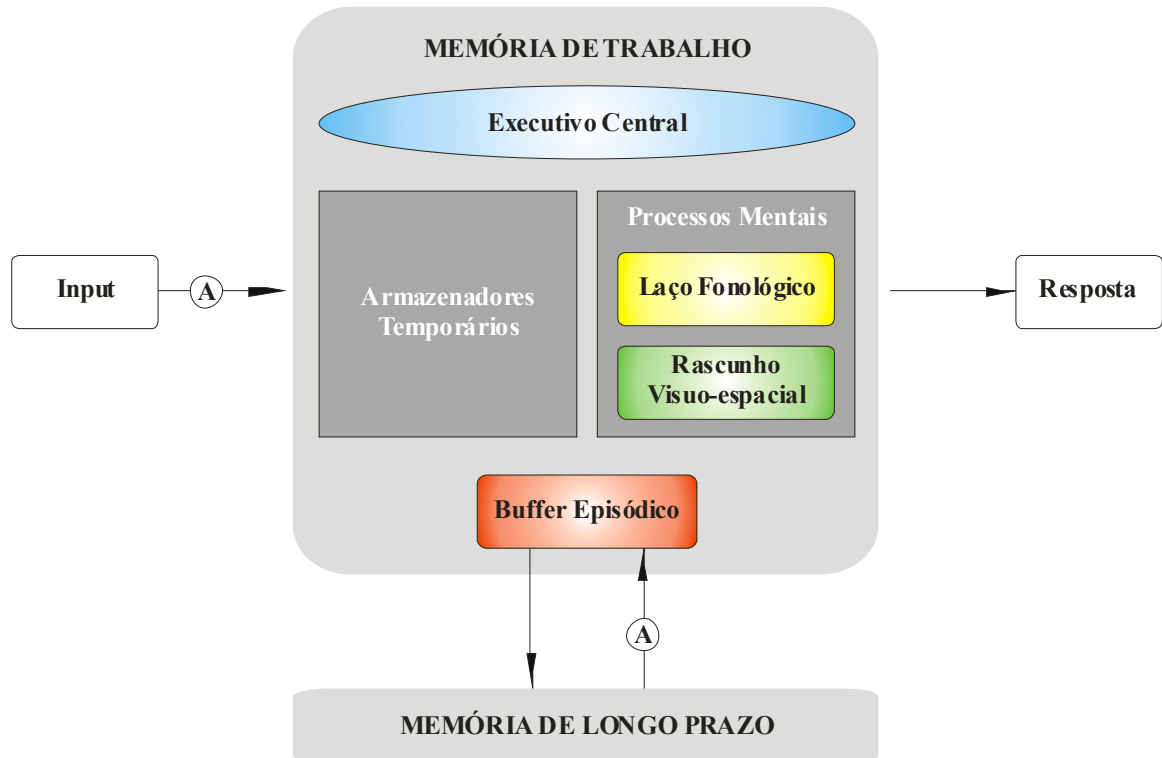 MEMÓRIA DE TRABALHO
Executivo Central
Processos Mentais
Input
A
Armazenadores
Temporários
Laço Fonológico
Resposta
Rascunho
Visuo-espacial
Buffer Episódico
A
MEMÓRIA DE LONGO PRAZO